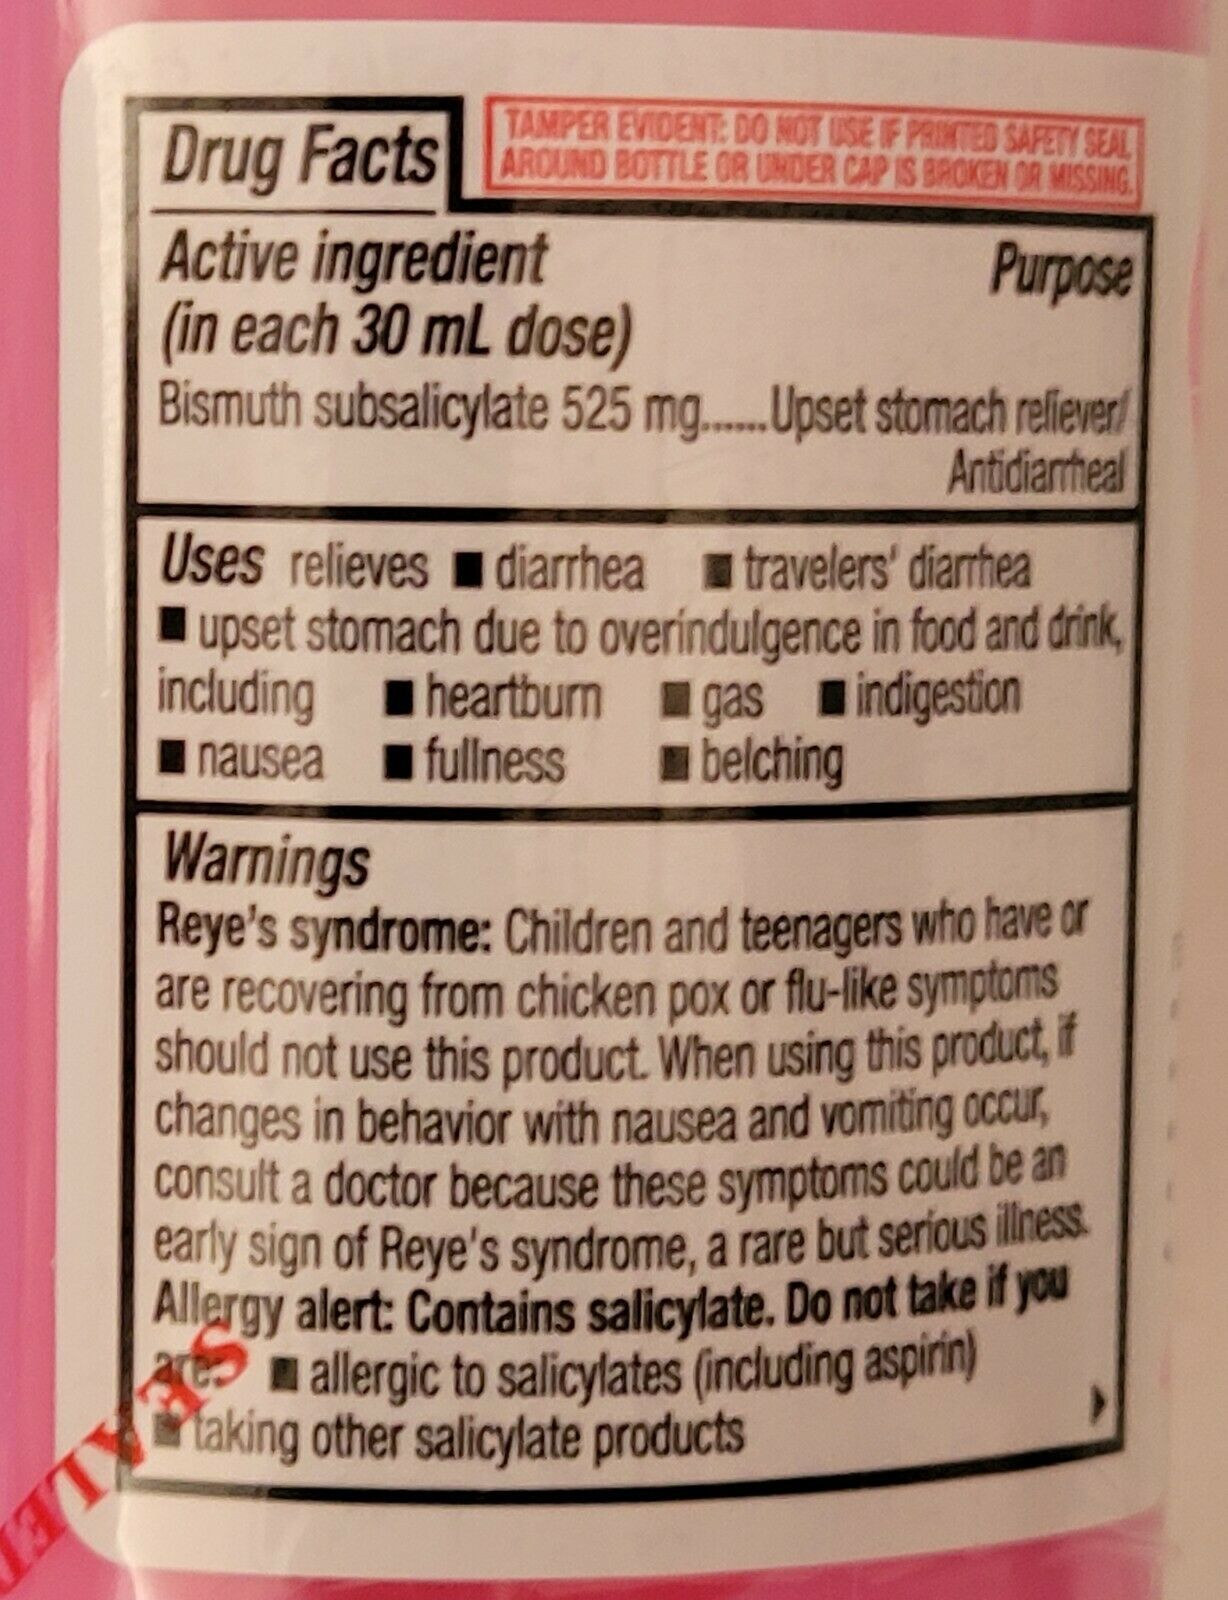 Drug Facts
TAMPER EVIDENT: DO NOT USE IF PRINTED SAFETY SEAL
AROUND BOTTLE OR UNDER CAP IS BROKEN OR MISSING.
Active ingredient
(in each 30 mL dose)
Purpose
Bismuth subsalicylate 525 mg......Upset stomach reliever/
Antidiarrheal
Uses relieves ■ diarrhea ■ travelers' diarrhea
■ upset stomach due to overindulgence in food and drink,
including ■ heartburn ■ gas ■ indigestion
■ nausea ■ fullness ■ belching
Warnings
Reye's syndrome: Children and teenagers who have or
are recovering from chicken pox or flu-like symptoms
should not use this product. When using this product, if
changes in behavior with nausea and vomiting occur,
consult a doctor because these symptoms could be an
early sign of Reye's syndrome, a rare but serious illness.
Allergy alert: Contains salicylate. Do not take if you
are: ■ allergic to salicylates (including aspirin)
■ taking other salicylate products
SEALED